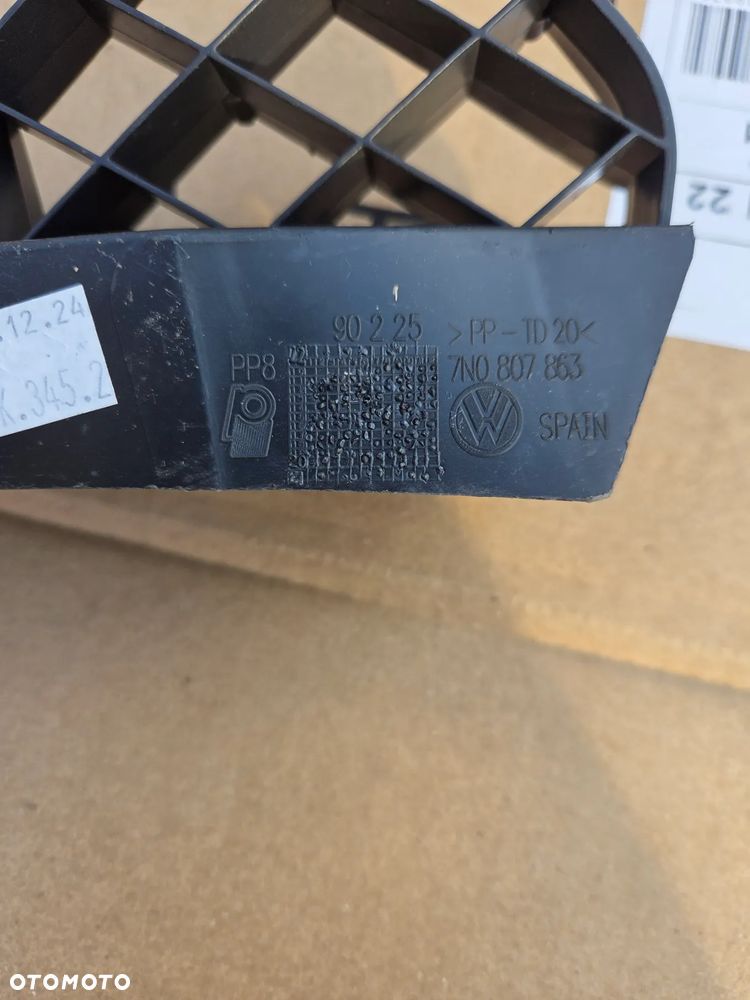 22
.12.24
K.345.2
90 2 25 >PP-TD 20<
PP8 7N0 807 863
SPAIN
OTOMOTO